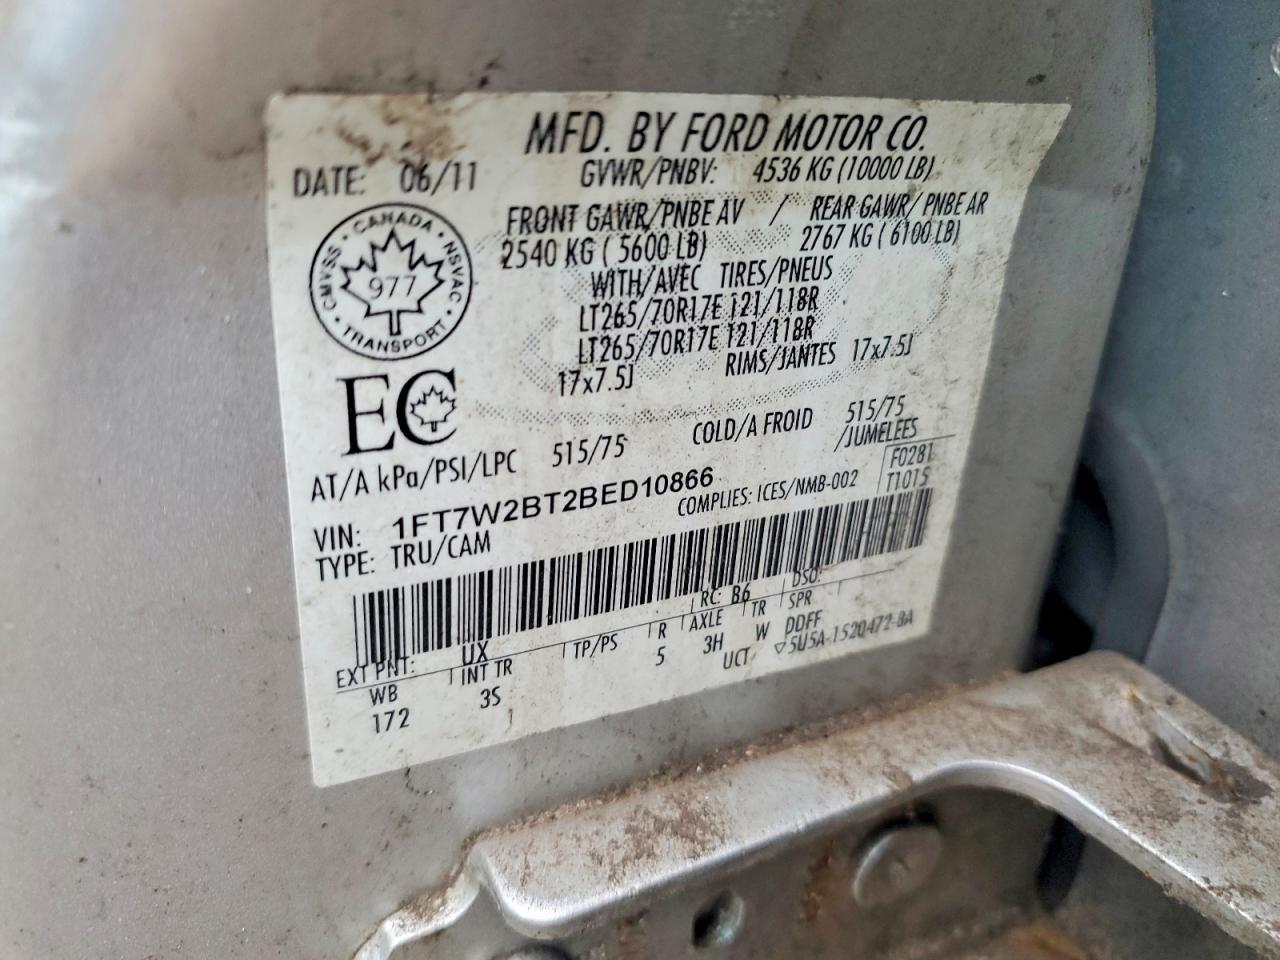 MFD. BY FORD MOTOR CO.
DATE: 06/11 GVWR/PNBV: 4536 KG (10000 LB)
FRONT GAWR/PNBE AV / REAR GAWR/PNBE AR
2540 KG ( 5600 LB) 2767 KG ( 6100 LB)
WITH/AVEC TIRES/PNEUS
LT265/70R17E 121/118R
LT265/70R17E 121/118R
17x7.5J RIMS/JANTES 17x7.5J
CMVSS · CANADA · NSVAC · TRANSPORT ·
977
EC
AT/A kPa/PSI/LPC 515/75 COLD/A FROID 515/75
/JUMELEES
VIN: 1FT7W2BT2BED10866 COMPLIES: ICES/NMB-002 F0281
TYPE: TRU/CAM T1015
EXT PNT: UX RC: B6 DSO:
WB INT TR TP/PS R AXLE TR SPR
172 3S 5 3H W DDFF
UCT ▽5U5A-1520472-BA